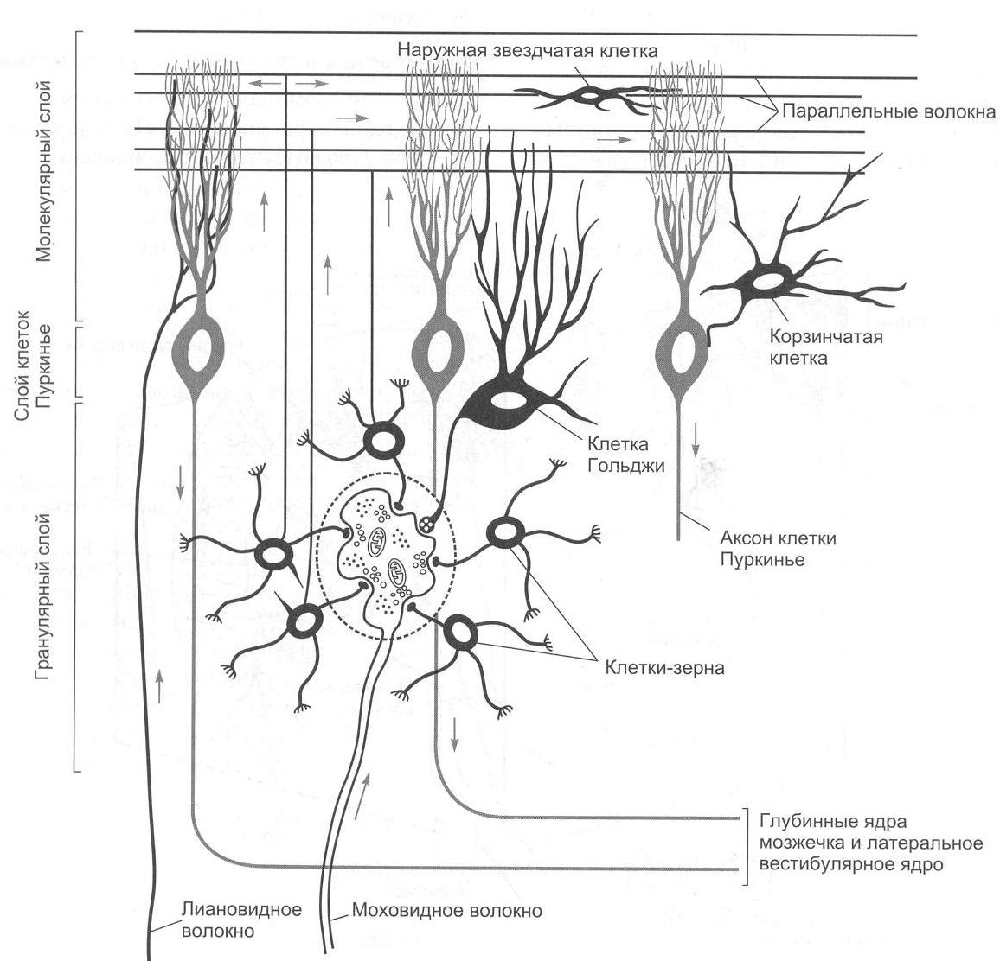 Наружная звездчатая клетка
Параллельные волокна
Молекулярный слой
Корзинчатая
клетка
Слой клеток
Пуркинье
Клетка
Гольджи
Аксон клетки
Пуркинье
Гранулярный слой
Клетки-зерна
Глубинные ядра
мозжечка и латеральное
вестибулярное ядро
Лиановидное
волокно
Моховидное волокно